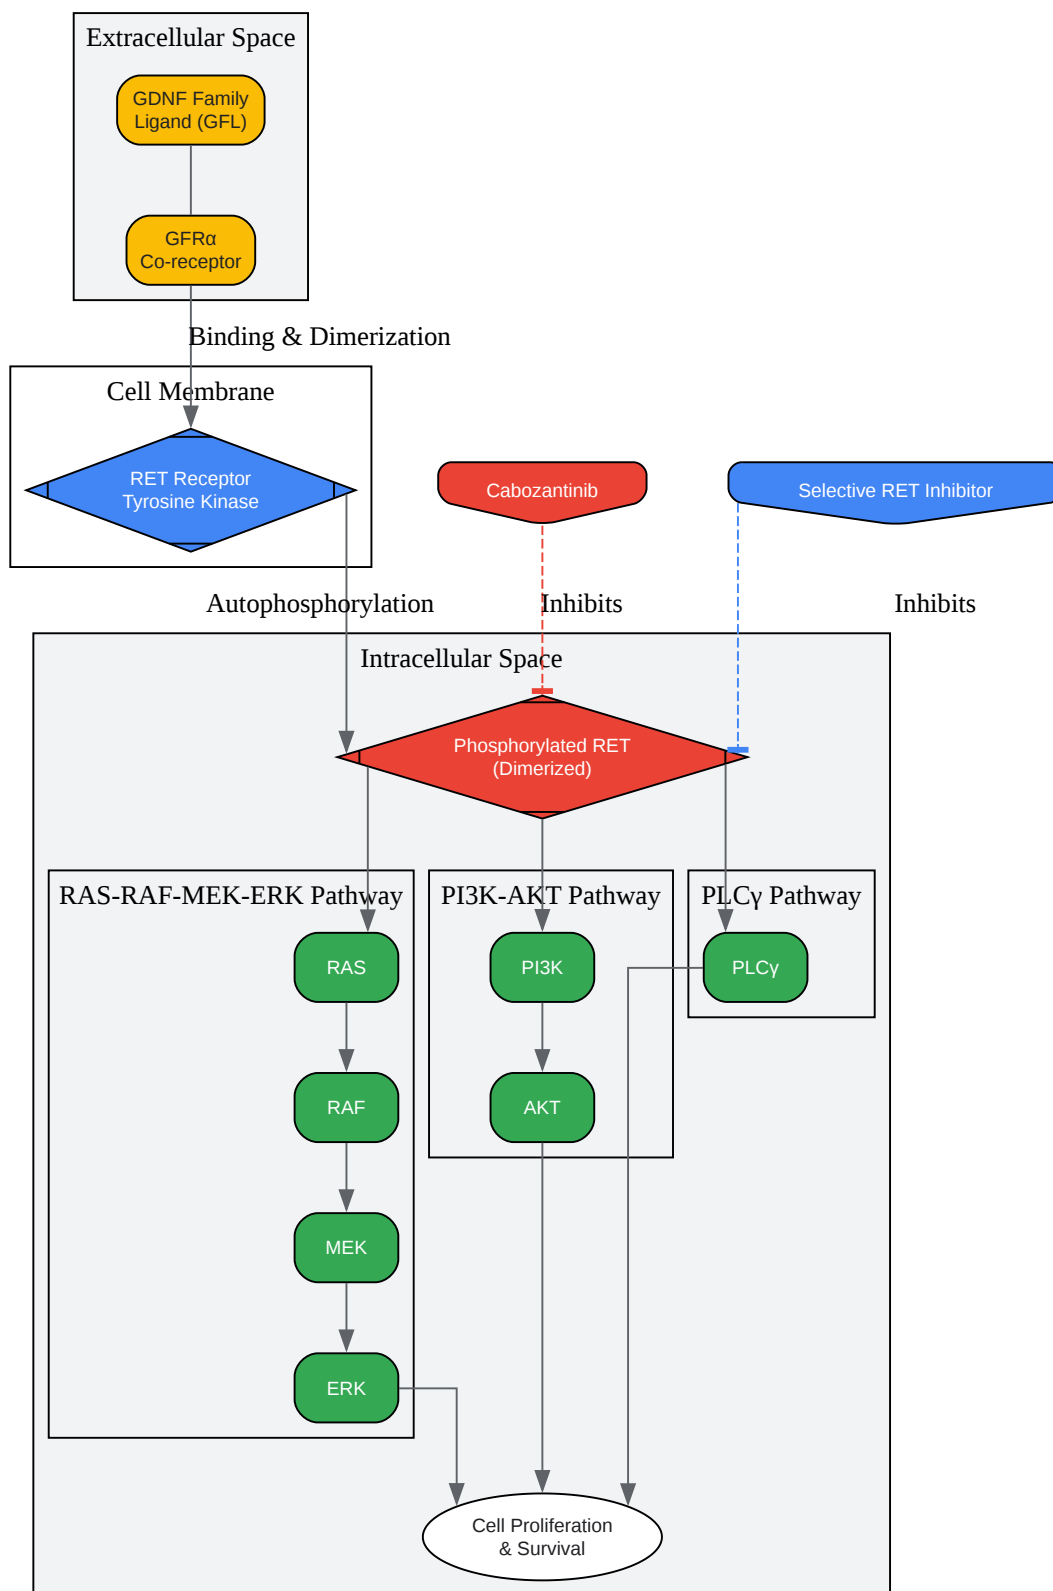 Extracellular Space
GDNF Family
Ligand (GFL)
GFRα
Co-receptor
Binding & Dimerization
Cell Membrane
RET Receptor
Tyrosine Kinase
Cabozantinib
Selective RET Inhibitor
Autophosphorylation
Inhibits
Inhibits
Intracellular Space
Phosphorylated RET
(Dimerized)
RAS-RAF-MEK-ERK Pathway
PI3K-AKT Pathway
PLCγ Pathway
RAS
PI3K
PLCγ
RAF
AKT
MEK
ERK
Cell Proliferation
& Survival